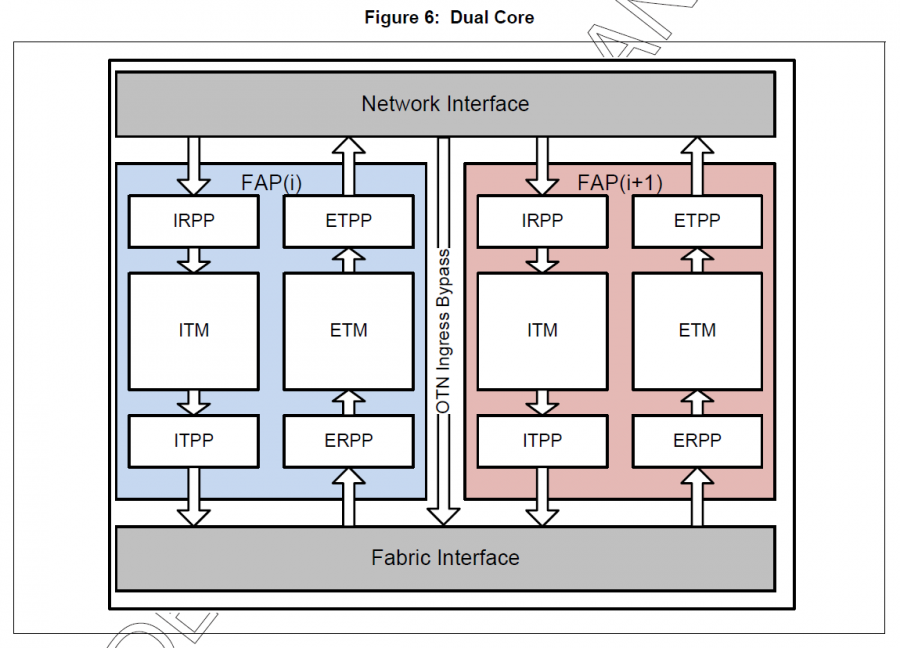 Figure 6: Dual Core
Network Interface
FAP(i)
FAP(i+1)
IRPP
ETPP
IRPP
ETPP
OTN Ingress Bypass
ITM
ETM
ITM
ETM
ITPP
ERPP
ITPP
ERPP
Fabric Interface